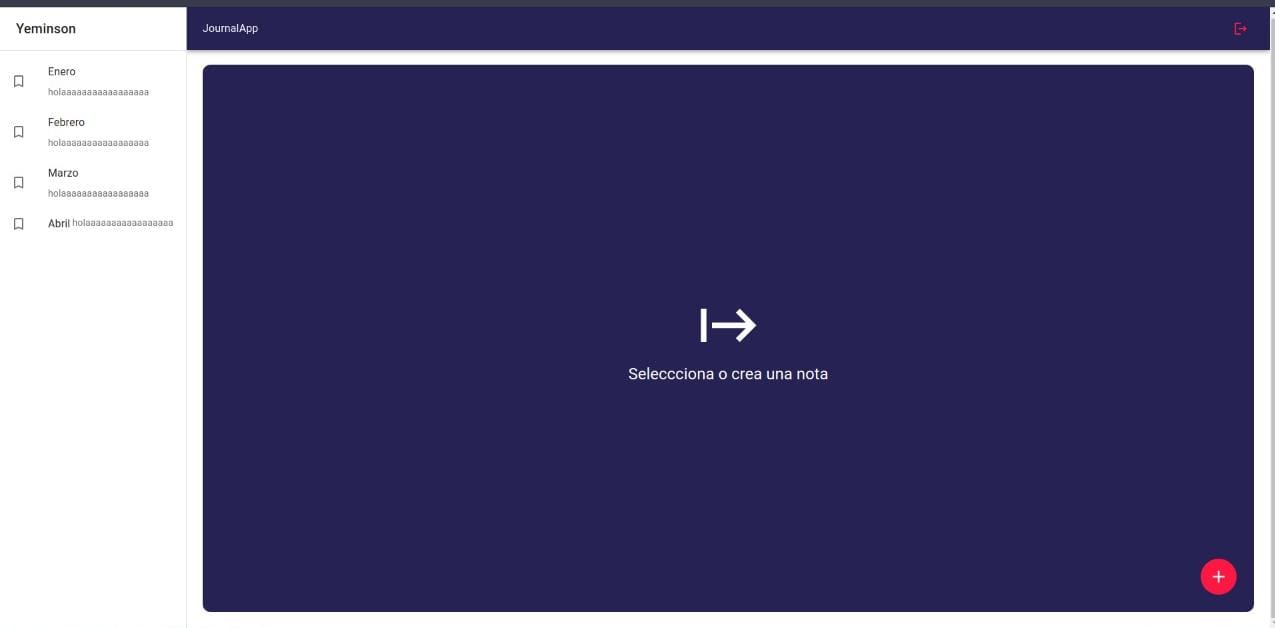 Yeminson
JournalApp
Enero
holaaaaaaaaaaaaaaaaa
Febrero
holaaaaaaaaaaaaaaaaa
Marzo
holaaaaaaaaaaaaaaaaa
Abril holaaaaaaaaaaaaaaaaa
Seleccciona o crea una nota